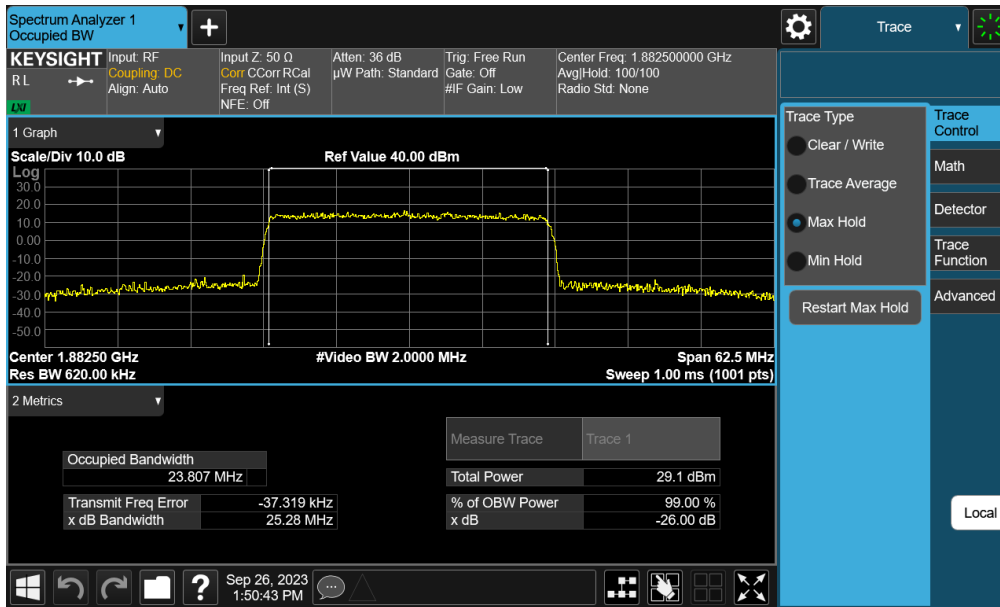 Spectrum Analyzer 1
Occupied BW
Trace
KEYSIGHT
R L
LXI
Input: RF
Coupling: DC
Align: Auto
Input Z: 50 Ω
Corr CCorr RCal
Freq Ref: Int (S)
NFE: Off
Atten: 36 dB
µW Path: Standard
Trig: Free Run
Gate: Off
#IF Gain: Low
Center Freq: 1.882500000 GHz
Avg|Hold: 100/100
Radio Std: None
1 Graph
Scale/Div 10.0 dB
Ref Value 40.00 dBm
Log
30.0
20.0
10.0
0.00
-10.0
-20.0
-30.0
-40.0
-50.0
Center 1.88250 GHz
#Video BW 2.0000 MHz
Span 62.5 MHz
Res BW 620.00 kHz
Sweep 1.00 ms (1001 pts)
2 Metrics
Measure Trace
Trace 1
Occupied Bandwidth
23.807 MHz
Total Power
29.1 dBm
Transmit Freq Error
-37.319 kHz
% of OBW Power
99.00 %
x dB Bandwidth
25.28 MHz
x dB
-26.00 dB
Trace Type
Clear / Write
Trace Average
Max Hold
Min Hold
Restart Max Hold
Trace
Control
Math
Detector
Trace
Function
Advanced
Local
?
Sep 26, 2023
1:50:43 PM